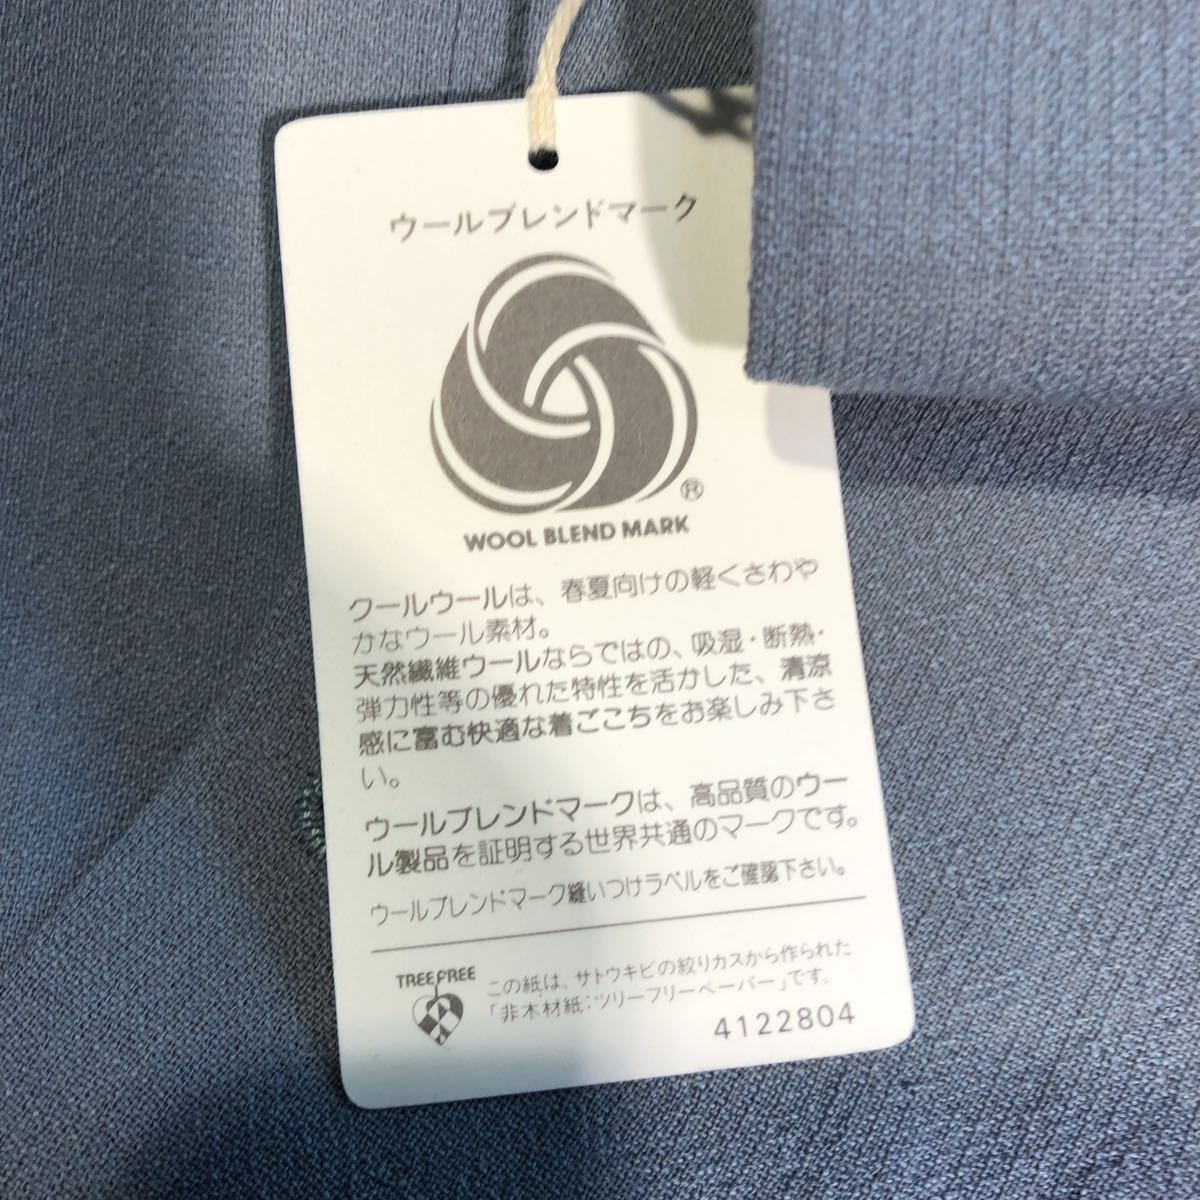 ウールブレンドマーク
®
WOOL BLEND MARK
クールウールは、春夏向けの軽くさわや
かなウール素材。
天然繊維ウールならではの、吸湿・断熱・
弾力性等の優れた特性を活かした、清涼
感に富む快適な着ごこちをお楽しみ下さ
い。
ウールブレンドマークは、高品質のウー
ル製品を証明する世界共通のマークです。
ウールブレンドマーク縫いつけラベルをご確認下さい。
TREE FREE
この紙は、サトウキビの絞りカスから作られた
「非木材紙：ツリーフリーペーパー」です。
4122804